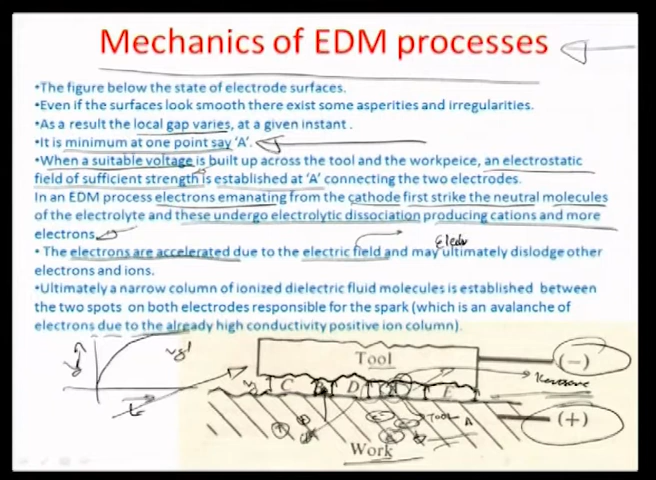 Mechanics of EDM processes
•The figure below the state of electrode surfaces.
•Even if the surfaces look smooth there exist some asperities and irregularities.
•As a result the local gap varies, at a given instant .
•It is minimum at one point say 'A'.
•When a suitable voltage is built up across the tool and the workpeice, an electrostatic
field of sufficient strength is established at 'A' connecting the two electrodes.
In an EDM process electrons emanating from the cathode first strike the neutral molecules
of the electrolyte and these undergo electrolytic dissociation producing cations and more
electrons.
• The electrons are accelerated due to the electric field and may ultimately dislodge other
electrons and ions.
•Ultimately a narrow column of ionized dielectric fluid molecules is established between
the two spots on both electrodes responsible for the spark (which is an avalanche of
electrons due to the already high conductivity positive ion column).
Tool
(−)
C
D
E
Kerosene
(+)
Tool
A
Work